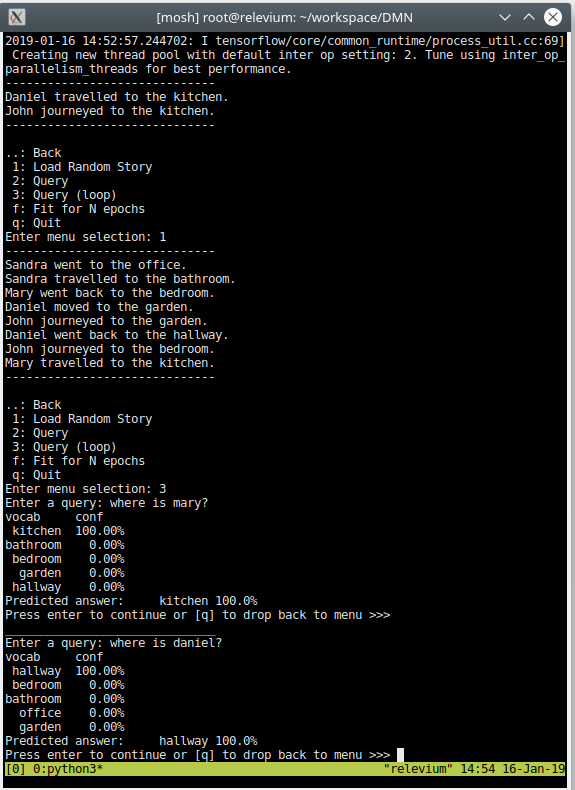 [mosh] root@relevium: ~/workspace/DMN
2019-01-16 14:52:57.244702: I tensorflow/core/common_runtime/process_util.cc:69]
 Creating new thread pool with default inter op setting: 2. Tune using inter_op_
parallelism_threads for best performance.
------------------------------
Daniel travelled to the kitchen.
John journeyed to the kitchen.
------------------------------
..: Back
 1: Load Random Story
 2: Query
 3: Query (loop)
 f: Fit for N epochs
 q: Quit
Enter menu selection: 1
------------------------------
Sandra went to the office.
Sandra travelled to the bathroom.
Mary went back to the bedroom.
Daniel moved to the garden.
John journeyed to the garden.
Daniel went back to the hallway.
John journeyed to the bedroom.
Mary travelled to the kitchen.
------------------------------
..: Back
 1: Load Random Story
 2: Query
 3: Query (loop)
 f: Fit for N epochs
 q: Quit
Enter menu selection: 3
Enter a query: where is mary?
vocab     conf
 kitchen  100.00%
bathroom    0.00%
 bedroom    0.00%
  garden    0.00%
 hallway    0.00%
Predicted answer:     kitchen 100.0%
Press enter to continue or [q] to drop back to menu >>>
______________________________
Enter a query: where is daniel?
vocab     conf
 hallway  100.00%
 bedroom    0.00%
bathroom    0.00%
  office    0.00%
  garden    0.00%
Predicted answer:     hallway 100.0%
Press enter to continue or [q] to drop back to menu >>>
[0] 0:python3* "relevium" 14:54 16-Jan-19